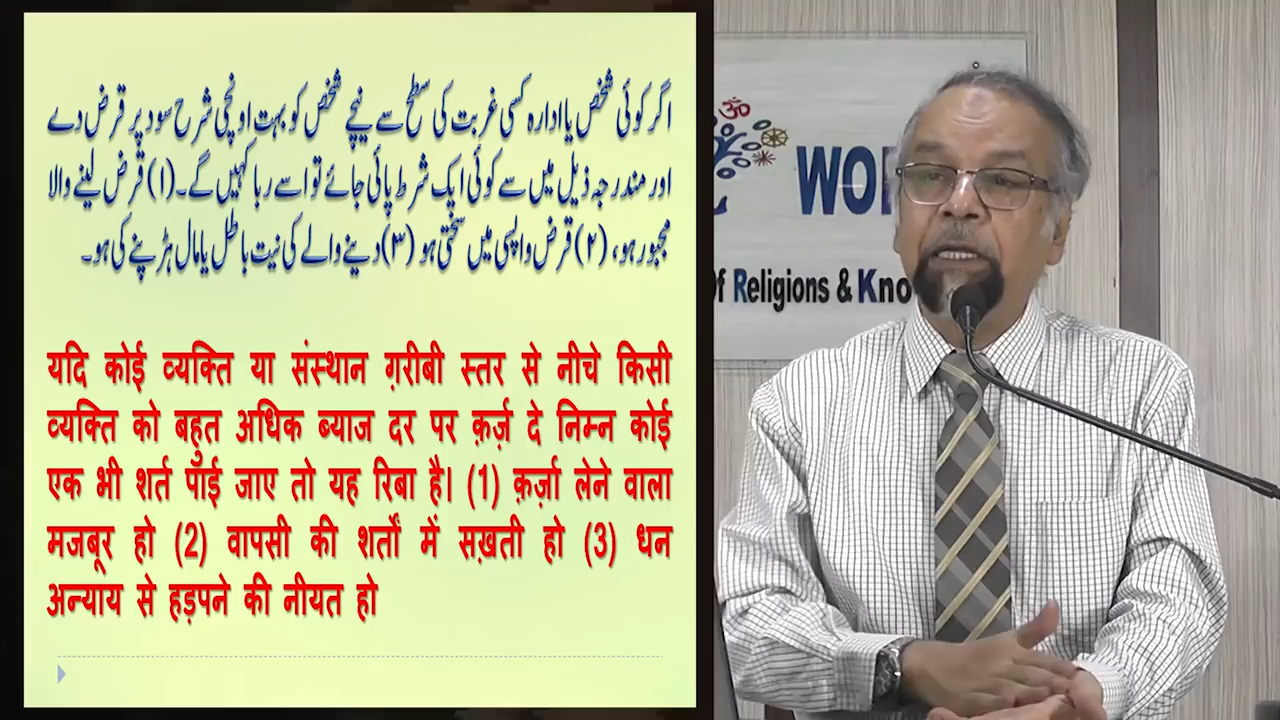 اگر کوئی شخص یا ادارہ کسی غربت کی سطح سے نیچے شخص کو بہت اونچی شرح سود پر قرض دے
اور مندرجہ ذیل میں سے کوئی ایک شرط پائی جائے تو اسے ربا کہیں گے۔ (۱) قرض لینے والا
مجبور ہو، (۲) قرض واپسی میں سختی ہو (۳) دینے والے کی نیت باطل یا مال ہڑپنے کی ہو۔
यदि कोई व्यक्ति या संस्थान ग़रीबी स्तर से नीचे किसी
व्यक्ति को बहुत अधिक ब्याज दर पर क़र्ज़ दे निम्न कोई
एक भी शर्त पाई जाए तो यह रिबा है। (1) क़र्ज़ा लेने वाला
मजबूर हो (2) वापसी की शर्तों में सख़ती हो (3) धन
अन्याय से हड़पने की नीयत हो
WO
of Religions & Kno